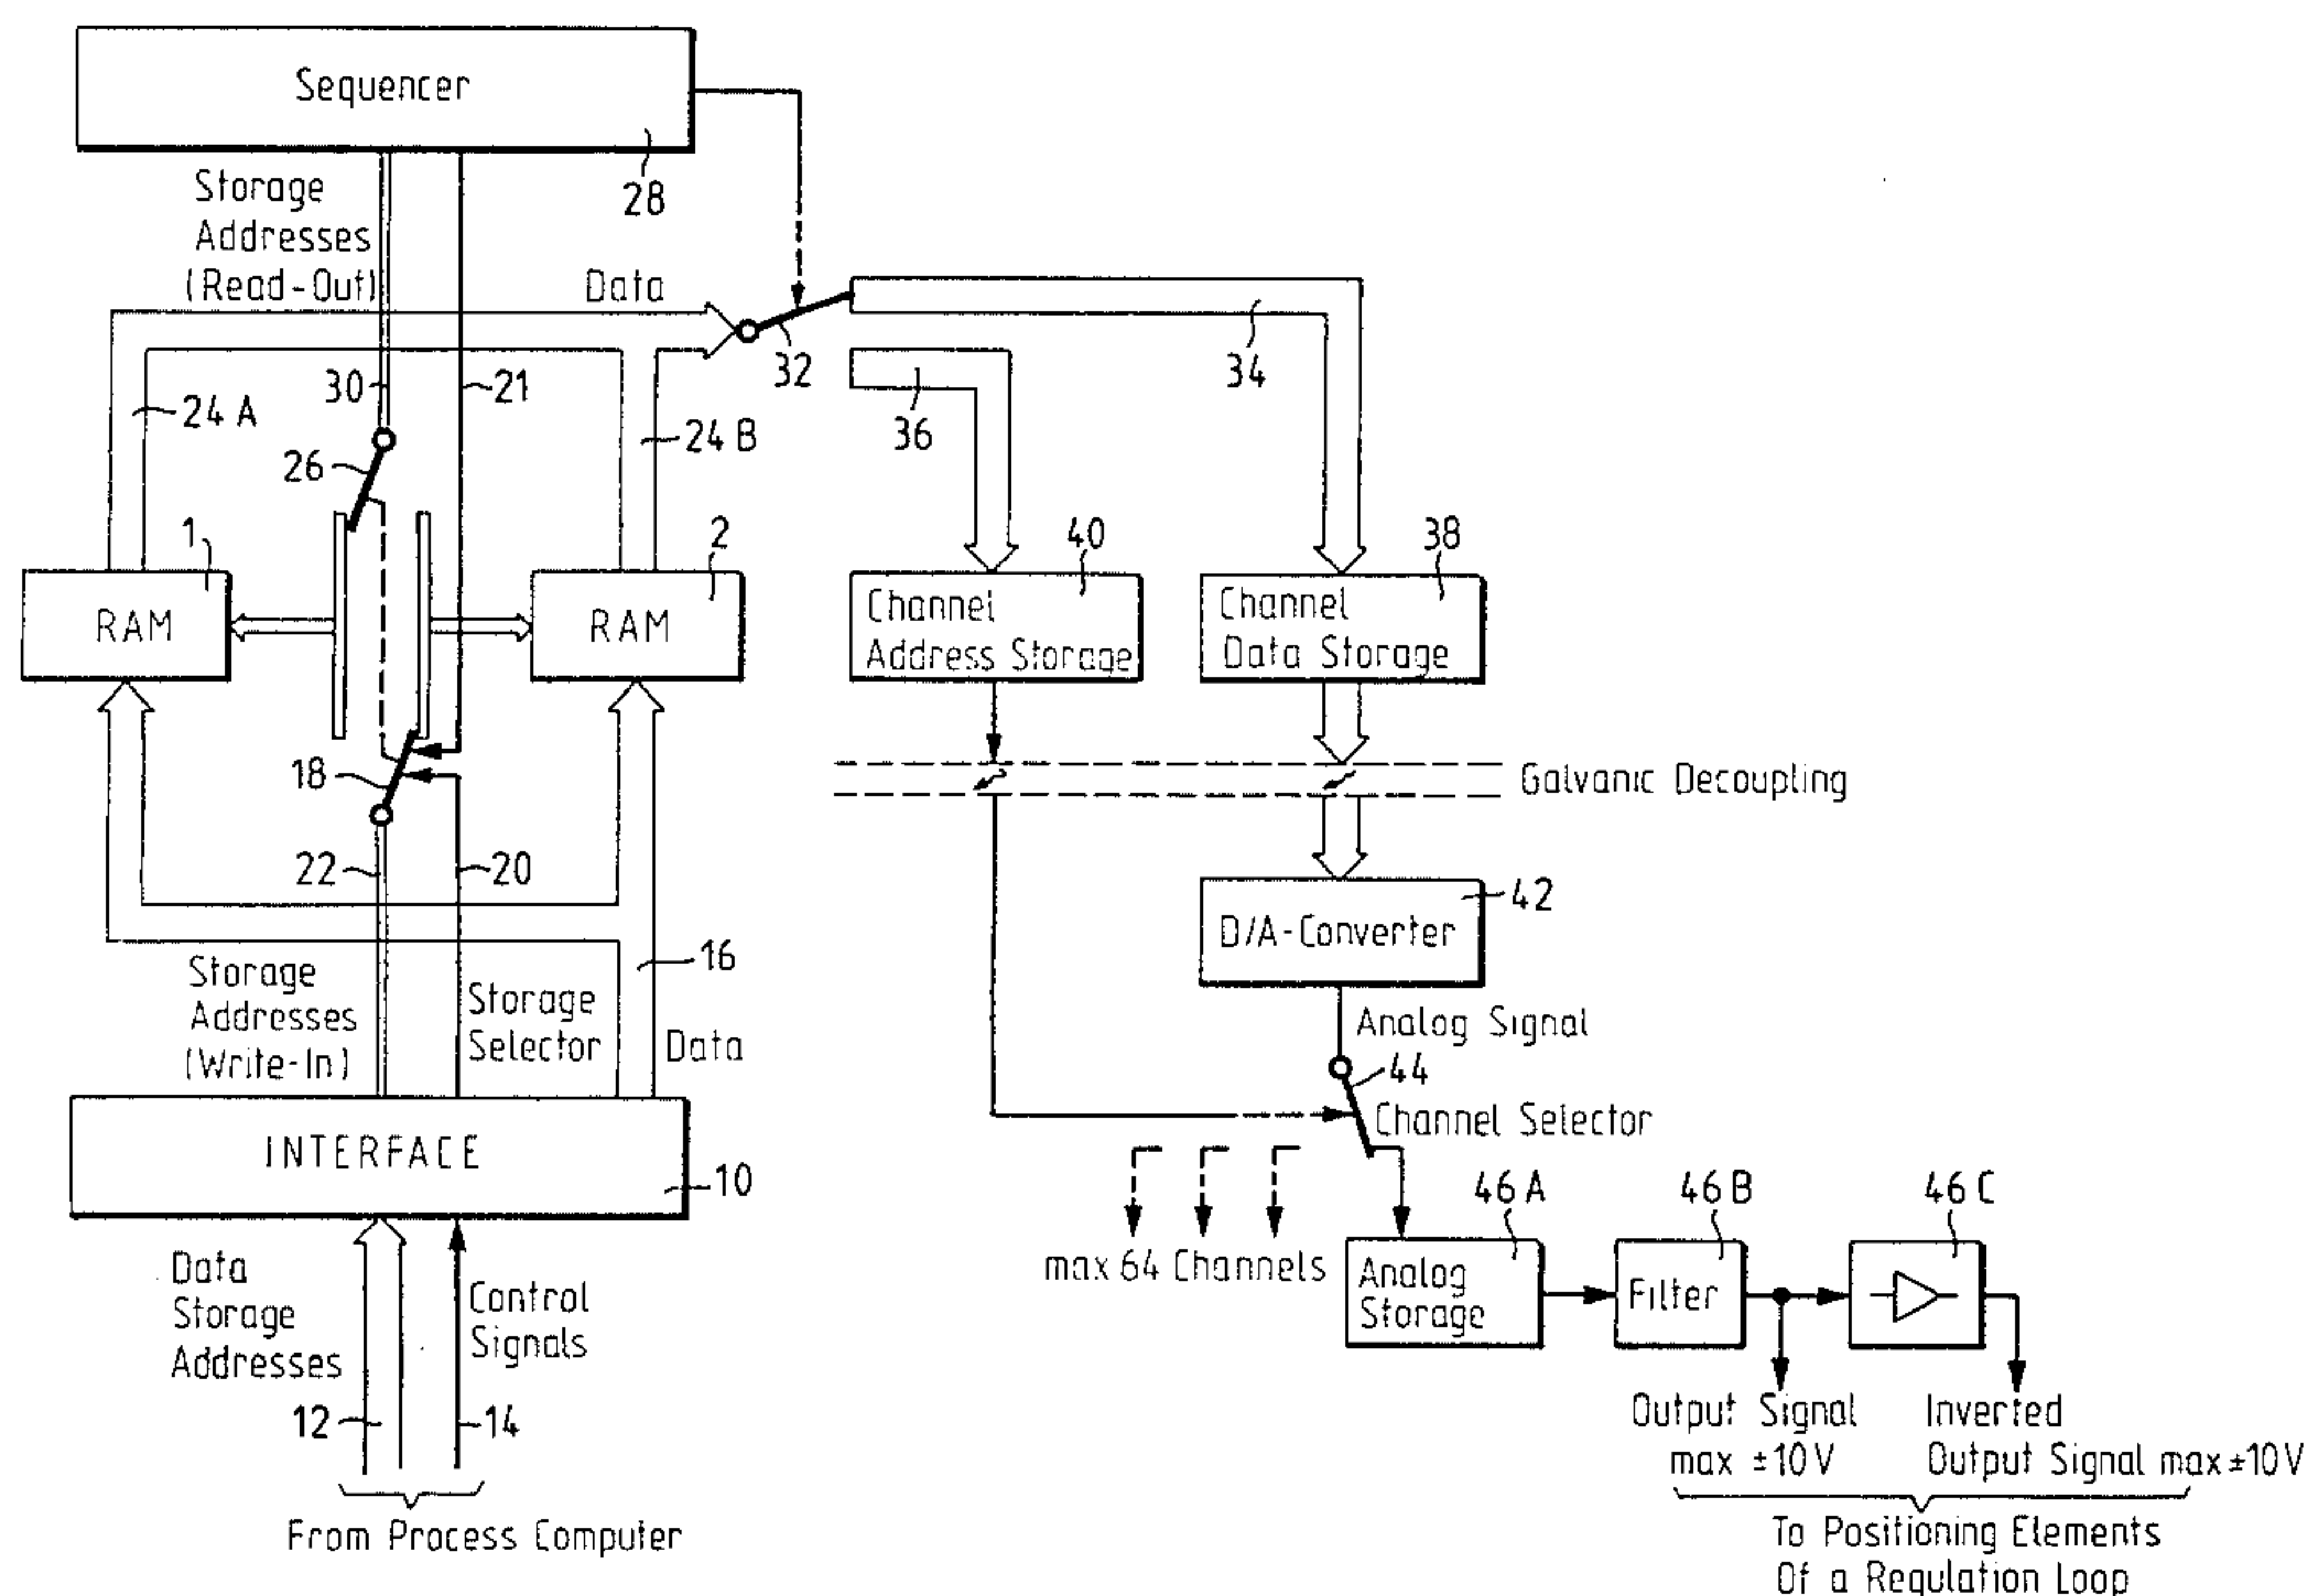 Sequencer
28
Storage
Addresses
(Read-Out)
Data
32
34
36
30
21
24 A
24 B
26
1
2
40
38
RAM
RAM
Channel
Address Storage
Channel
Data Storage
18
Galvanic Decoupling
22
20
42
D/A-Converter
16
Storage
Addresses
(Write-In)
Storage
Selector
Data
Analog Signal
44
Channel Selector
INTERFACE
10
max 64 Channels
46 A
46 B
46 C
Analog
Storage
Filter
Data
Storage
Addresses
Control
Signals
12
14
Output Signal
max ±10V
Inverted
Output Signal max ±10V
From Process Computer
To Positioning Elements
Of a Regulation Loop